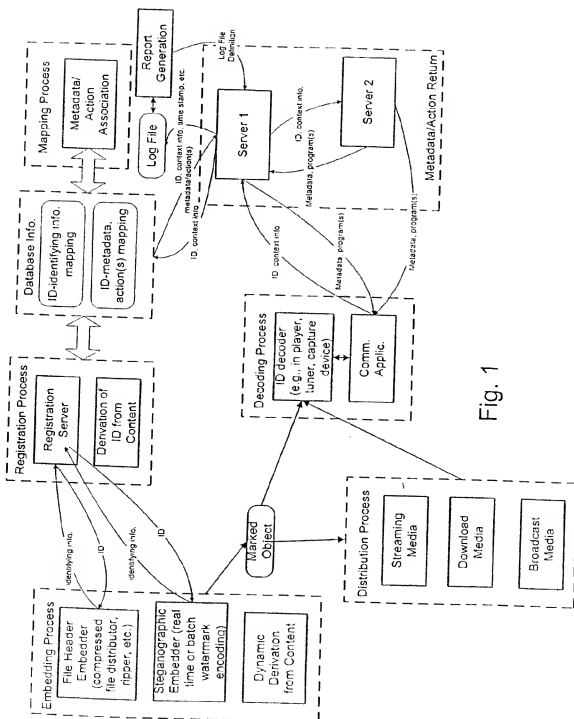 Embedding Process
File Header
Embedder
(compressed
file distributor,
ripper, etc.)
Steganographic
Embedder (real
time or batch
watermark
encoding)
Dynamic
Derivation
from Content
identifying info.
ID
identifying info.
ID
Registration Process
Registration
Server
Derivation of
ID from
Content
Database Info.
ID-identifying info.
mapping
ID-metadata,
action(s) mapping
Mapping Process
Metadata/
Action
Association
Marked
Object
Distribution Process
Streaming
Media
Download
Media
Broadcast
Media
Decoding Process
ID decoder
(e.g., in player,
tuner, capture
device)
Comm.
Applic.
ID, context info
metadata/action(s)
ID, context info, time stamp, etc.
Log File
Report
Generation
Log File
Definition
ID, context info
Metadata, program(s)
Metadata, program(s)
Server 1
ID, context info.
Metadata, program(s)
Server 2
Metadata/Action Return
Fig. 1